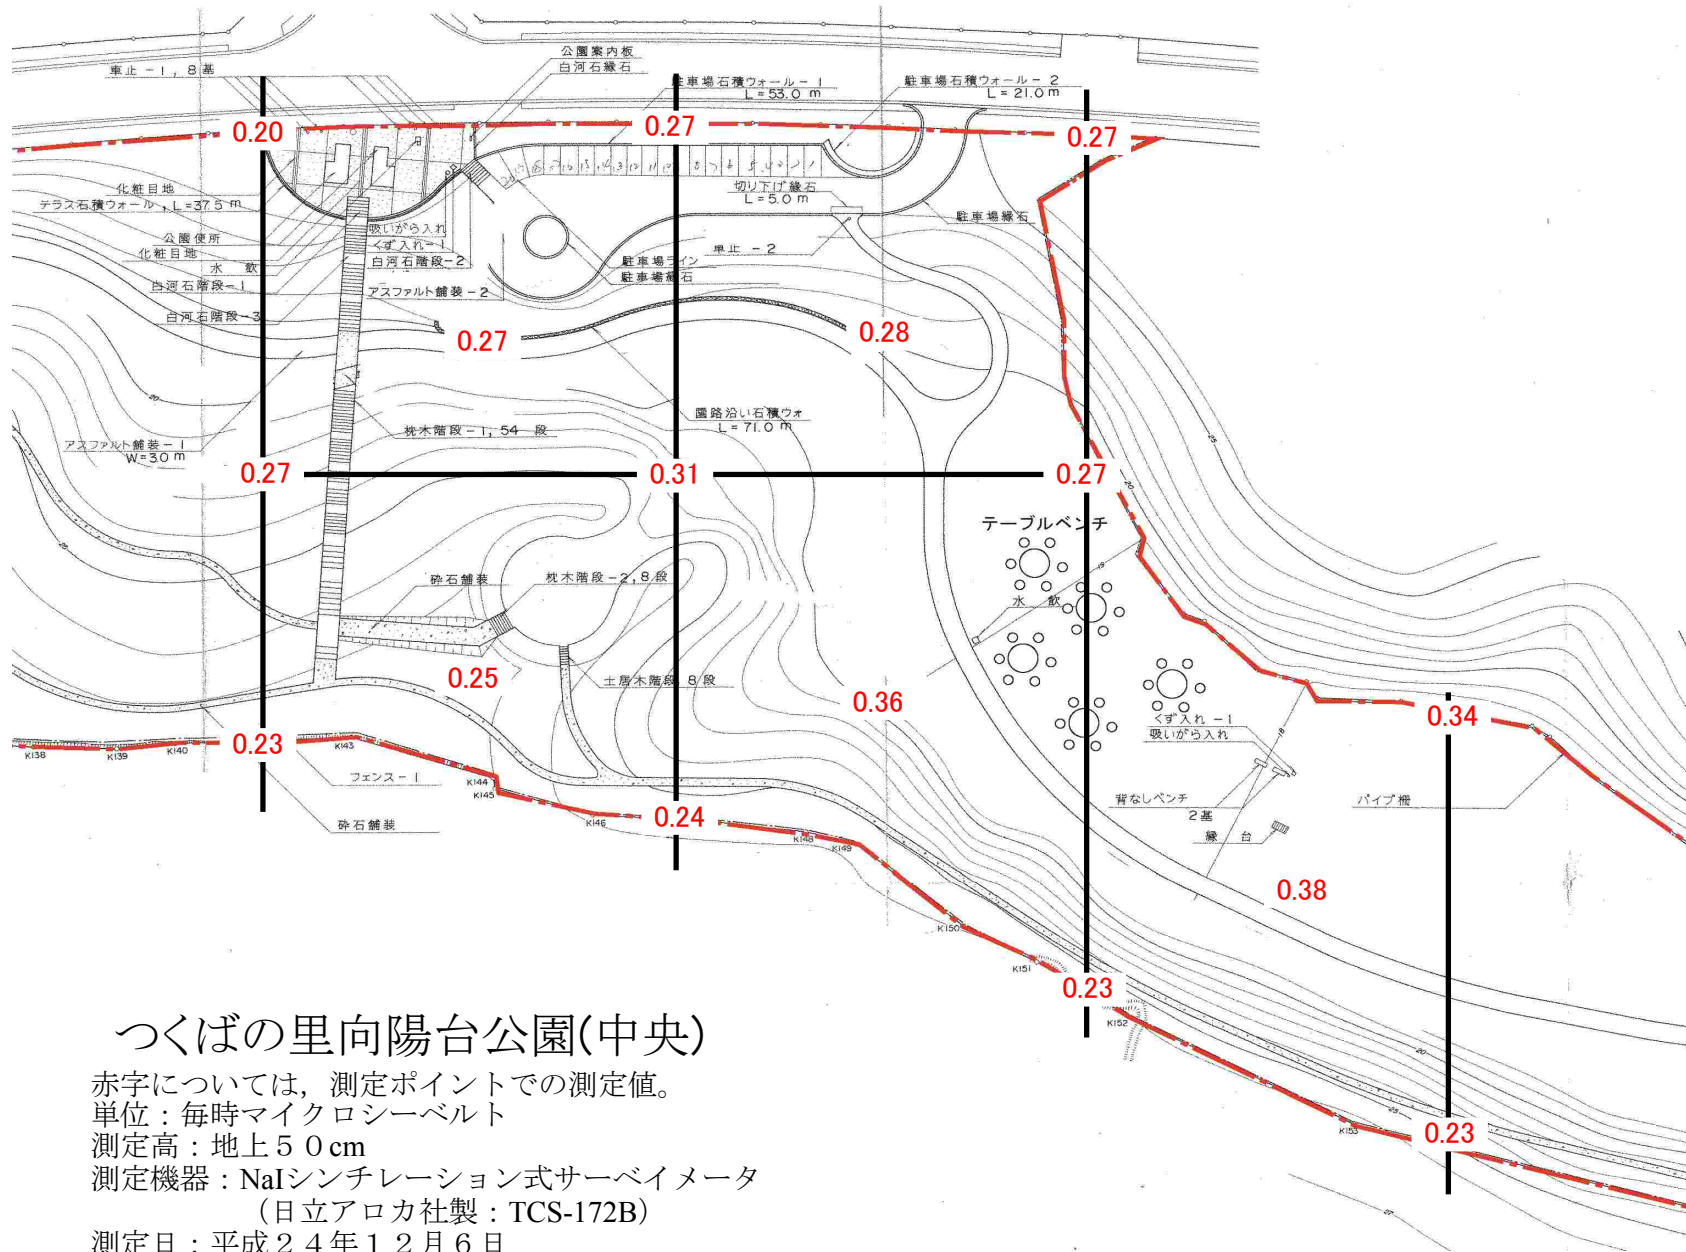 公園案内板
白河石縁石
車止-1, 8基
駐車場石積ウォール-1
L=53.0 m
駐車場石積ウォール-2
L=21.0 m
0.20
0.27
0.27
化粧目地
テラス石積ウォール, L=37.5 m
切り下げ縁石
L=5.0 m
駐車場縁石
公園便所
化粧目地
水 飲
白河石階段-1
白河石階段-3
吸いがら入れ
くず入れ-1
白河石階段-2
アスファルト舗装-2
駐車場ライン
駐車場縁石
車止 -2
0.27
0.28
園路沿い石積ウォ
L=71.0 m
枕木階段-1, 54 段
アスファルト舗装-1
W=3.0 m
0.27
0.31
0.27
テーブルベンチ
砕石舗装
枕木階段-2, 8段
水 飲
0.25
土居木階段, 8段
0.36
0.34
くず入れ -1
吸いがら入れ
K138
K139
K140
0.23
K143
フェンス-1
K144
K145
砕石舗装
K146
0.24
K148
K149
背なしベンチ
2基
縁 台
パイプ柵
0.38
K150
K151
0.23
K152
K153
0.23
つくばの里向陽台公園(中央)
赤字については，測定ポイントでの測定値。
単位：毎時マイクロシーベルト
測定高：地上５０cm
測定機器：NaIシンチレーション式サーベイメータ
（日立アロカ社製：TCS-172B）
測定日：平成２４年１２月６日